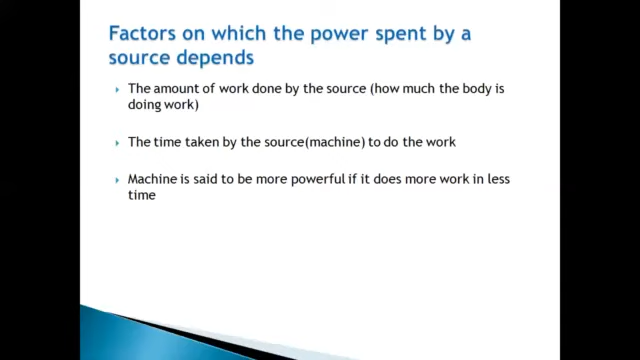 Factors on which the power spent by a
source depends
The amount of work done by the source (how much the body is
doing work)
The time taken by the source(machine) to do the work
Machine is said to be more powerful if it does more work in less
time